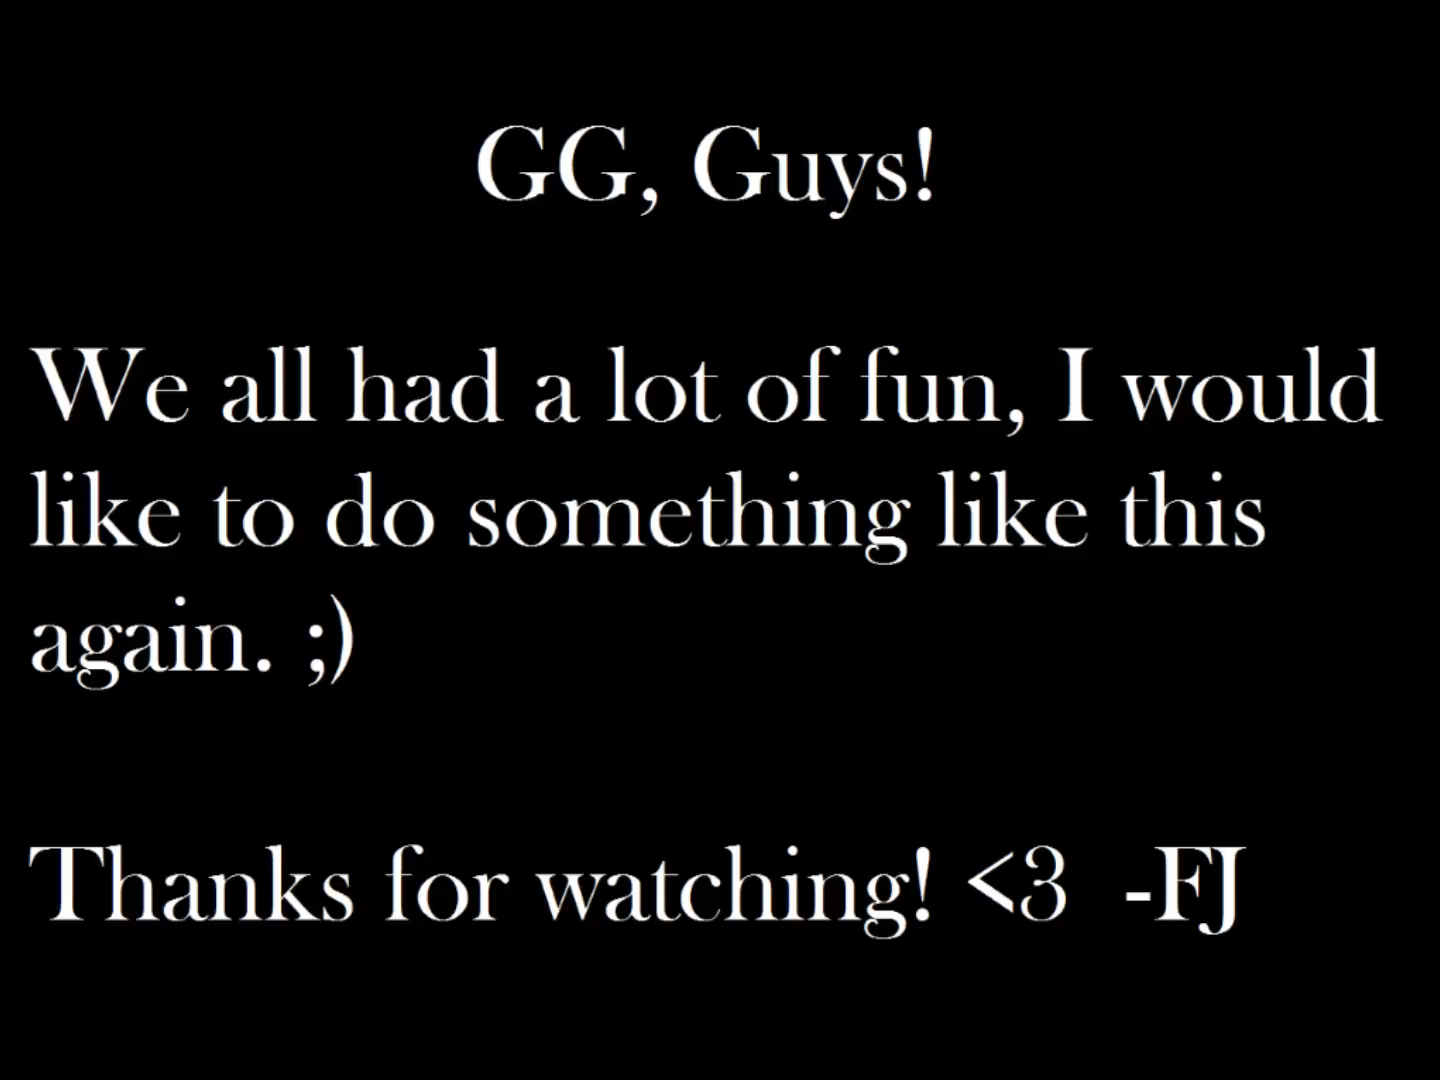 GG, Guys!
We all had a lot of fun, I would
like to do something like this
again. ;)
Thanks for watching! <3 -FJ